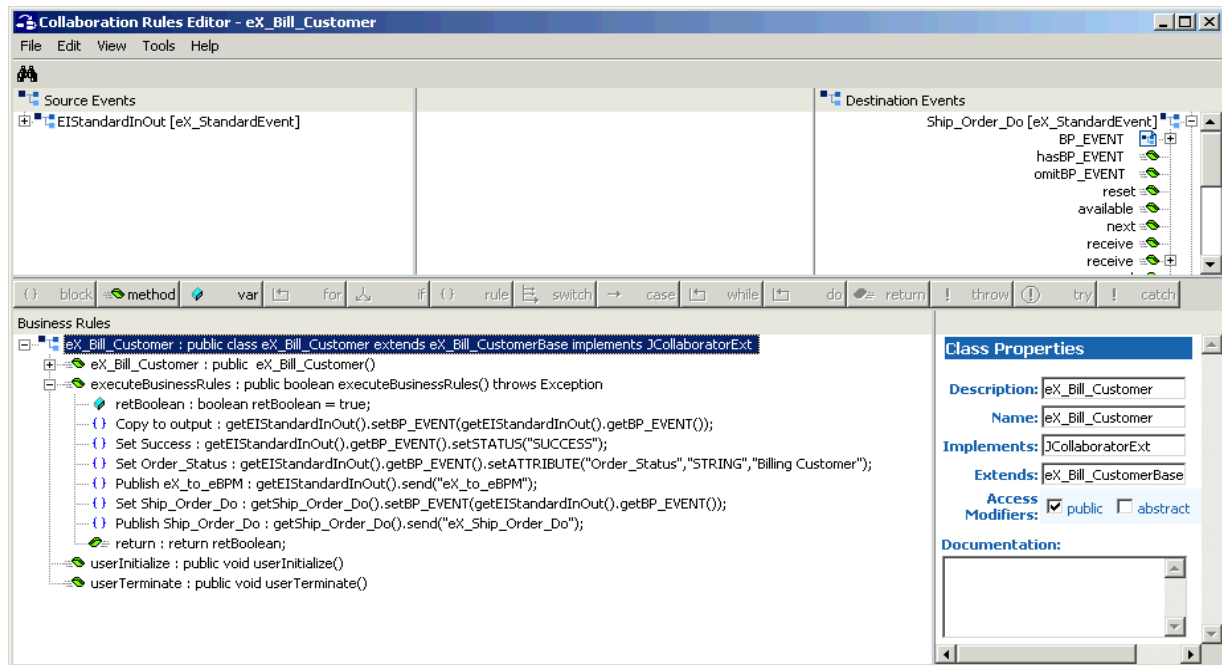 Collaboration Rules Editor - eX_Bill_Customer
File Edit View Tools Help
Source Events
Destination Events
EIStandardInOut [eX_StandardEvent]
Ship_Order_Do [eX_StandardEvent]
BP_EVENT
hasBP_EVENT
omitBP_EVENT
reset
available
next
receive
receive
{} block method var for if {} rule switch case while do return ! throw try ! catch
Business Rules
eX_Bill_Customer : public class eX_Bill_Customer extends eX_Bill_CustomerBase implements JCollaboratorExt
eX_Bill_Customer : public eX_Bill_Customer()
executeBusinessRules : public boolean executeBusinessRules() throws Exception
retBoolean : boolean retBoolean = true;
{} Copy to output : getEIStandardInOut().setBP_EVENT(getEIStandardInOut().getBP_EVENT());
{} Set Success : getEIStandardInOut().getBP_EVENT().setSTATUS("SUCCESS");
{} Set Order_Status : getEIStandardInOut().getBP_EVENT().setATTRIBUTE("Order_Status","STRING","Billing Customer");
{} Publish eX_to_eBPM : getEIStandardInOut().send("eX_to_eBPM");
{} Set Ship_Order_Do : getShip_Order_Do().setBP_EVENT(getEIStandardInOut().getBP_EVENT());
{} Publish Ship_Order_Do : getShip_Order_Do().send("eX_Ship_Order_Do");
return : return retBoolean;
userInitialize : public void userInitialize()
userTerminate : public void userTerminate()
Class Properties
Description: eX_Bill_Customer
Name: eX_Bill_Customer
Implements: JCollaboratorExt
Extends: eX_Bill_CustomerBase
Access Modifiers: public abstract
Documentation: